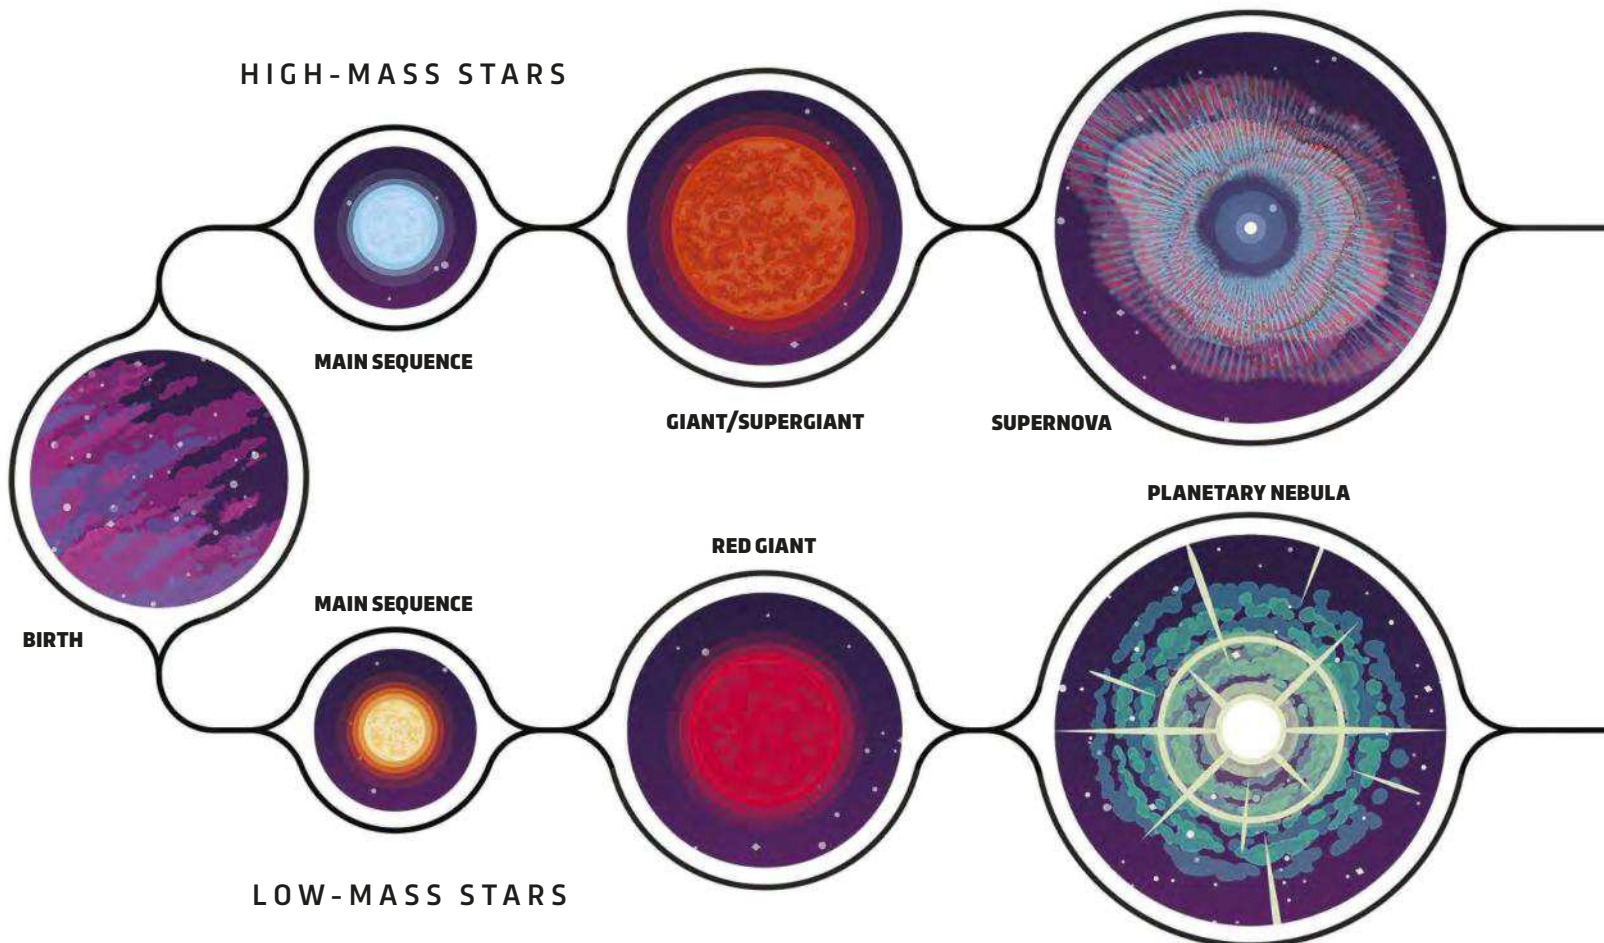 HIGH-MASS STARS
MAIN SEQUENCE
GIANT/SUPERGIANT
SUPERNOVA
PLANETARY NEBULA
RED GIANT
MAIN SEQUENCE
BIRTH
LOW-MASS STARS